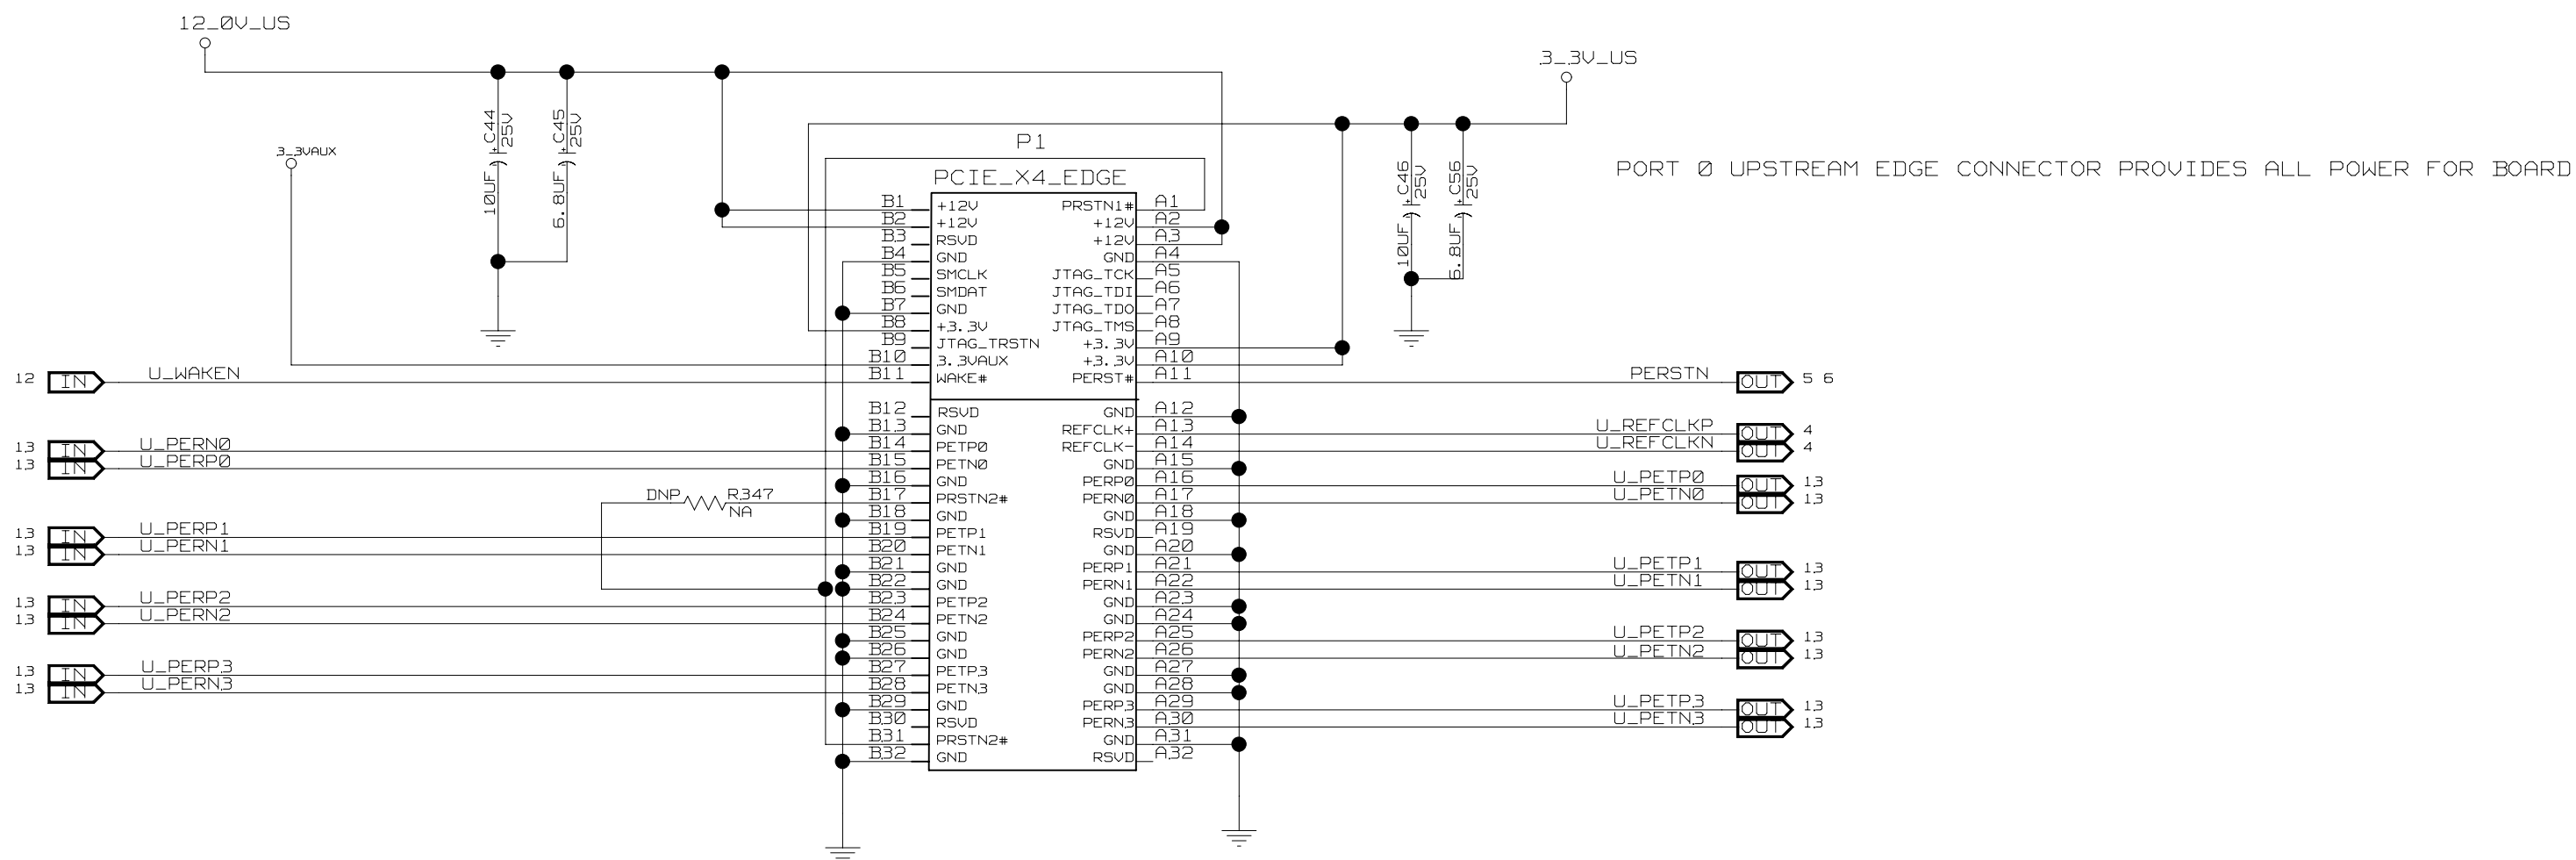 12_0V_US
3_3V_US
3_3VAUX
C44
25V
10UF
C45
25V
6.8UF
C46
25V
10UF
C56
25V
6.8UF
PORT 0 UPSTREAM EDGE CONNECTOR PROVIDES ALL POWER FOR BOARD
P1
PCIE_X4_EDGE
B1 +12V PRSTN1# A1
B2 +12V +12V A2
B3 RSVD +12V A3
B4 GND GND A4
B5 SMCLK JTAG_TCK A5
B6 SMDAT JTAG_TDI A6
B7 GND JTAG_TDO A7
B8 +3.3V JTAG_TMS A8
B9 JTAG_TRSTN +3.3V A9
B10 3.3VAUX +3.3V A10
12 IN U_WAKEN B11 WAKE# PERST# A11 PERSTN OUT 5 6
B12 RSVD GND A12
B13 GND REFCLK+ A13 U_REFCLKP OUT 4
13 IN U_PERN0 B14 PETP0 REFCLK- A14 U_REFCLKN OUT 4
13 IN U_PERP0 B15 PETN0 GND A15
B16 GND PERP0 A16 U_PETP0 OUT 13
DNP R347 NA B17 PRSTN2# PERN0 A17 U_PETN0 OUT 13
B18 GND GND A18
13 IN U_PERP1 B19 PETP1 RSVD A19
13 IN U_PERN1 B20 PETN1 GND A20
B21 GND PERP1 A21 U_PETP1 OUT 13
B22 GND PERN1 A22 U_PETN1 OUT 13
13 IN U_PERP2 B23 PETP2 GND A23
13 IN U_PERN2 B24 PETN2 GND A24
B25 GND PERP2 A25 U_PETP2 OUT 13
B26 GND PERN2 A26 U_PETN2 OUT 13
13 IN U_PERP3 B27 PETP3 GND A27
13 IN U_PERN3 B28 PETN3 GND A28
B29 GND PERP3 A29 U_PETP3 OUT 13
B30 RSVD PERN3 A30 U_PETN3 OUT 13
B31 PRSTN2# GND A31
B32 GND RSVD A32